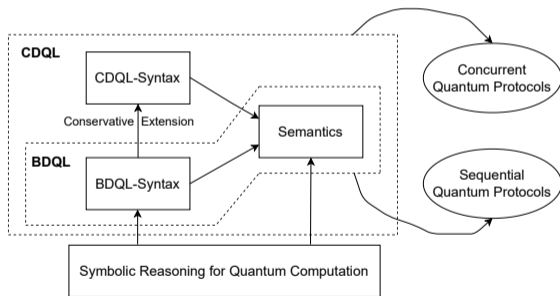 CDQL
CDQL-Syntax
Concurrent
Quantum Protocols
Conservative Extension
Semantics
BDQL
BDQL-Syntax
Sequential
Quantum Protocols
Symbolic Reasoning for Quantum Computation